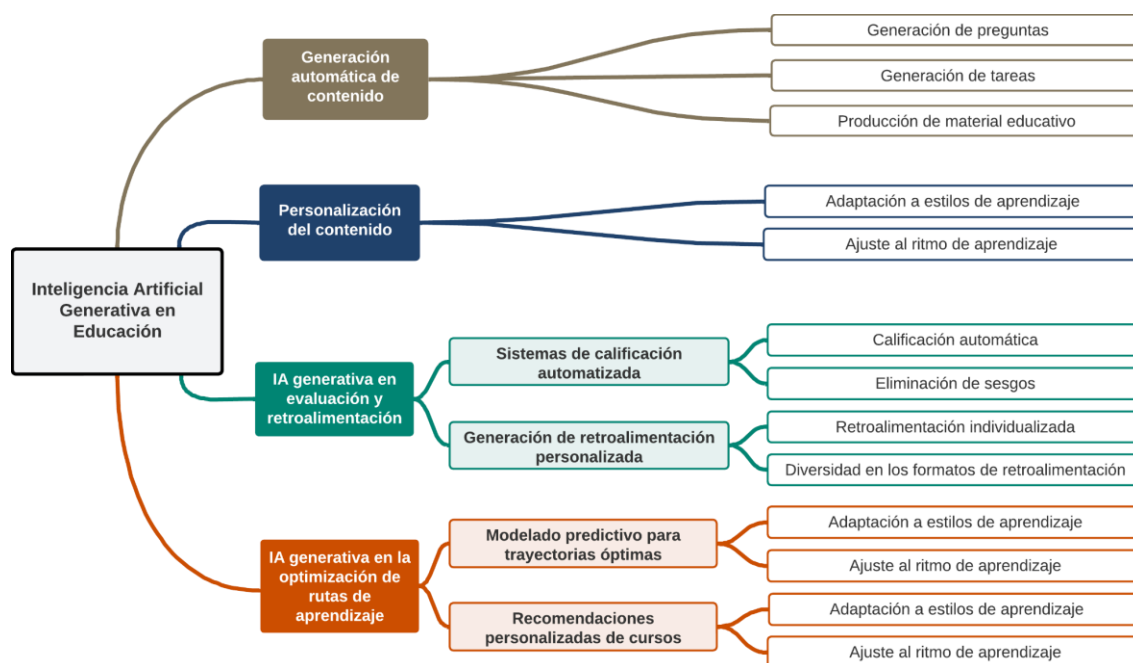 Inteligencia Artificial
Generativa en
Educación
Generación
automática de
contenido
Generación de preguntas
Generación de tareas
Producción de material educativo
Personalización
del contenido
Adaptación a estilos de aprendizaje
Ajuste al ritmo de aprendizaje
IA generativa en
evaluación y
retroalimentación
Sistemas de calificación
automatizada
Calificación automática
Eliminación de sesgos
Generación de retroalimentación
personalizada
Retroalimentación individualizada
Diversidad en los formatos de retroalimentación
IA generativa en la
optimización de
rutas de
aprendizaje
Modelado predictivo para
trayectorias óptimas
Adaptación a estilos de aprendizaje
Ajuste al ritmo de aprendizaje
Recomendaciones
personalizadas de cursos
Adaptación a estilos de aprendizaje
Ajuste al ritmo de aprendizaje